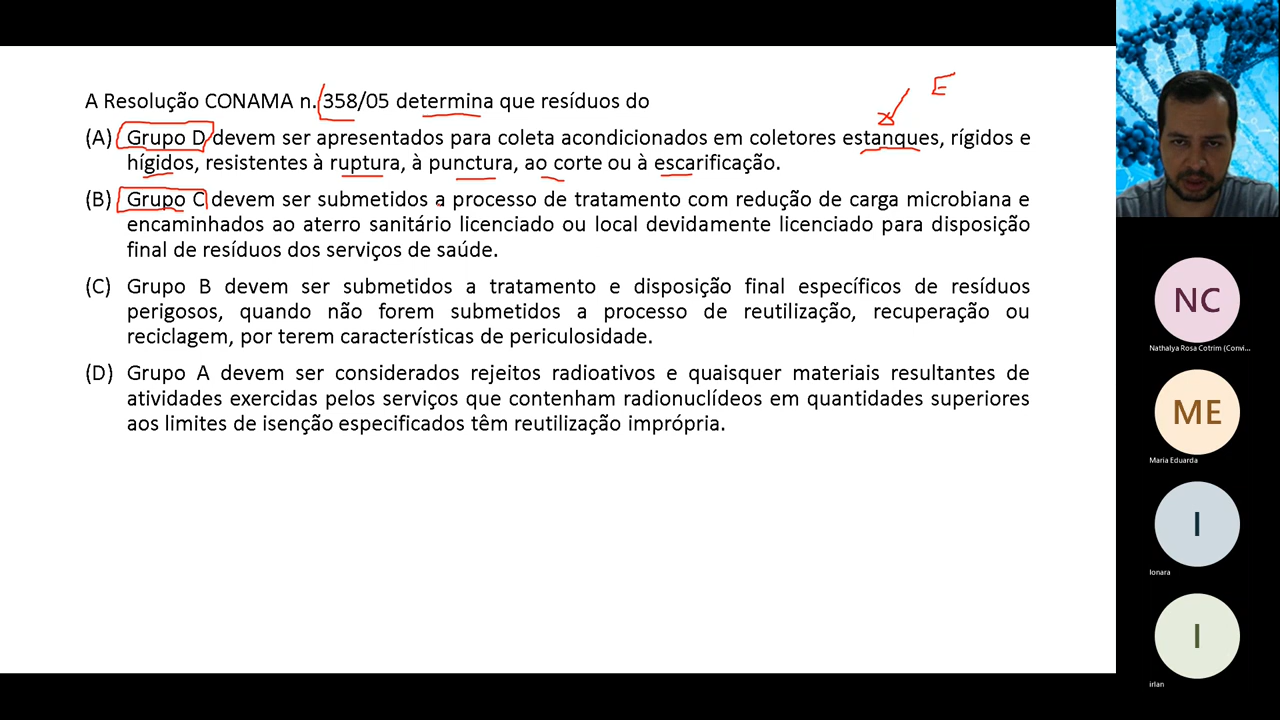 A Resolução CONAMA n. 358/05 determina que resíduos do
E
(A) Grupo D devem ser apresentados para coleta acondicionados em coletores estanques, rígidos e
hígidos, resistentes à ruptura, à punctura, ao corte ou à escarificação.
(B) Grupo C devem ser submetidos a processo de tratamento com redução de carga microbiana e
encaminhados ao aterro sanitário licenciado ou local devidamente licenciado para disposição
final de resíduos dos serviços de saúde.
(C) Grupo B devem ser submetidos a tratamento e disposição final específicos de resíduos
perigosos, quando não forem submetidos a processo de reutilização, recuperação ou
reciclagem, por terem características de periculosidade.
(D) Grupo A devem ser considerados rejeitos radioativos e quaisquer materiais resultantes de
atividades exercidas pelos serviços que contenham radionuclídeos em quantidades superiores
aos limites de isenção especificados têm reutilização imprópria.
NC
Nathalya Rosa Cotrim (Convi...
ME
Maria Eduarda
I
Ionara
I
irlan